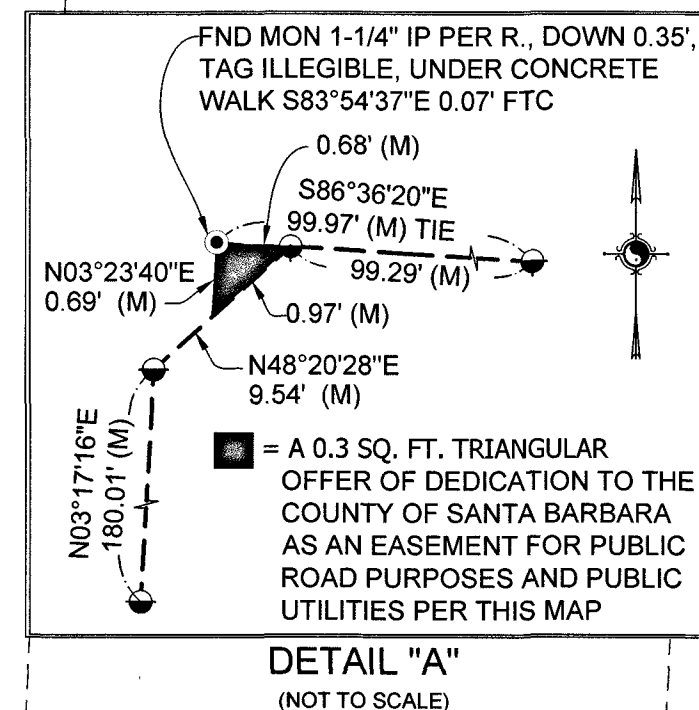 FND MON 1-1/4" IP PER R., DOWN 0.35',
TAG ILLEGIBLE, UNDER CONCRETE
WALK S83°54'37"E 0.07' FTC
0.68' (M)
S86°36'20"E
99.97' (M) TIE
99.29' (M)
N03°23'40"E
0.69' (M)
0.97' (M)
N48°20'28"E
9.54' (M)
N03°17'16"E
180.01' (M)
= A 0.3 SQ. FT. TRIANGULAR
OFFER OF DEDICATION TO THE
COUNTY OF SANTA BARBARA
AS AN EASEMENT FOR PUBLIC
ROAD PURPOSES AND PUBLIC
UTILITIES PER THIS MAP
DETAIL "A"
(NOT TO SCALE)